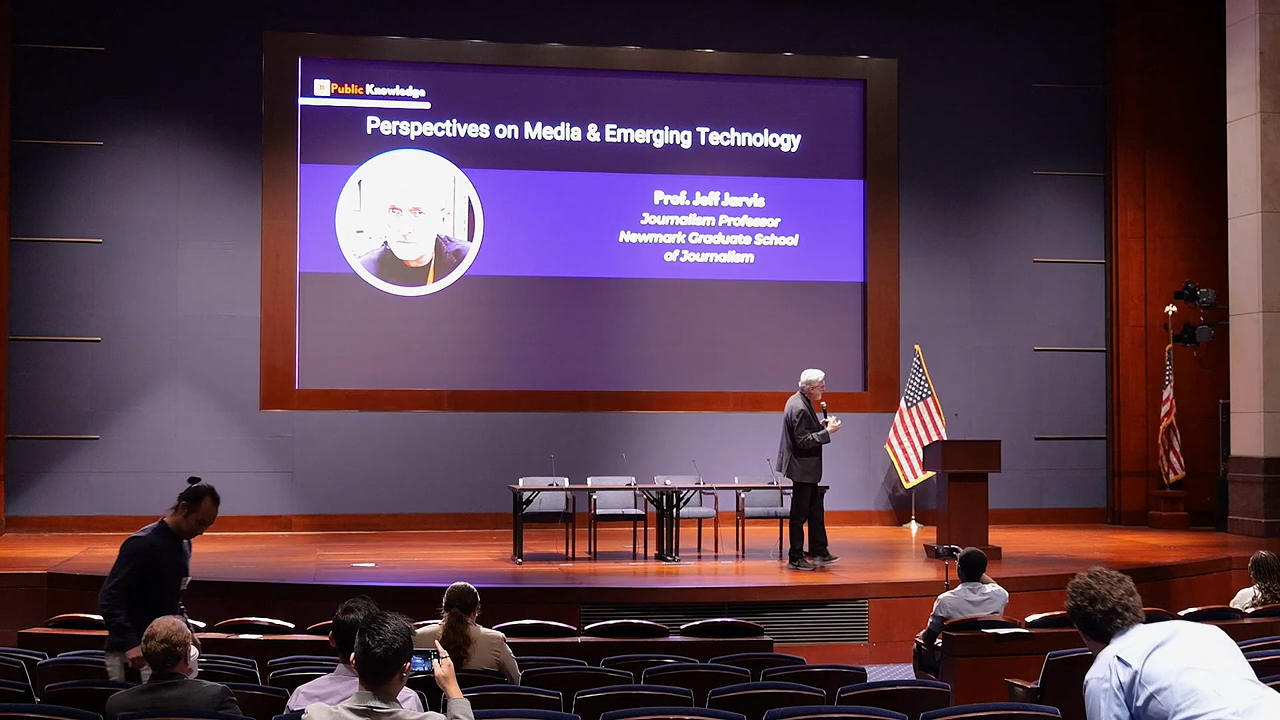 Public Knowledge
Perspectives on Media & Emerging Technology
Prof. Jeff Jarvis
Journalism Professor
Newmark Graduate School
of Journalism